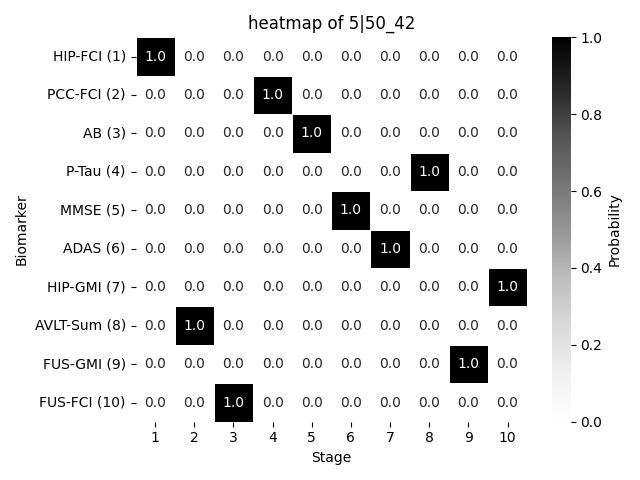 heatmap of 5|50_42
HIP-FCI (1) 1.0 0.0 0.0 0.0 0.0 0.0 0.0 0.0 0.0 0.0
PCC-FCI (2) 0.0 0.0 0.0 1.0 0.0 0.0 0.0 0.0 0.0 0.0
AB (3) 0.0 0.0 0.0 0.0 1.0 0.0 0.0 0.0 0.0 0.0
P-Tau (4) 0.0 0.0 0.0 0.0 0.0 0.0 0.0 1.0 0.0 0.0
MMSE (5) 0.0 0.0 0.0 0.0 0.0 1.0 0.0 0.0 0.0 0.0
ADAS (6) 0.0 0.0 0.0 0.0 0.0 0.0 1.0 0.0 0.0 0.0
HIP-GMI (7) 0.0 0.0 0.0 0.0 0.0 0.0 0.0 0.0 0.0 1.0
AVLT-Sum (8) 0.0 1.0 0.0 0.0 0.0 0.0 0.0 0.0 0.0 0.0
FUS-GMI (9) 0.0 0.0 0.0 0.0 0.0 0.0 0.0 0.0 1.0 0.0
FUS-FCI (10) 0.0 0.0 1.0 0.0 0.0 0.0 0.0 0.0 0.0 0.0
1 2 3 4 5 6 7 8 9 10
Stage
Biomarker
1.0
0.8
0.6
0.4
0.2
0.0
Probability